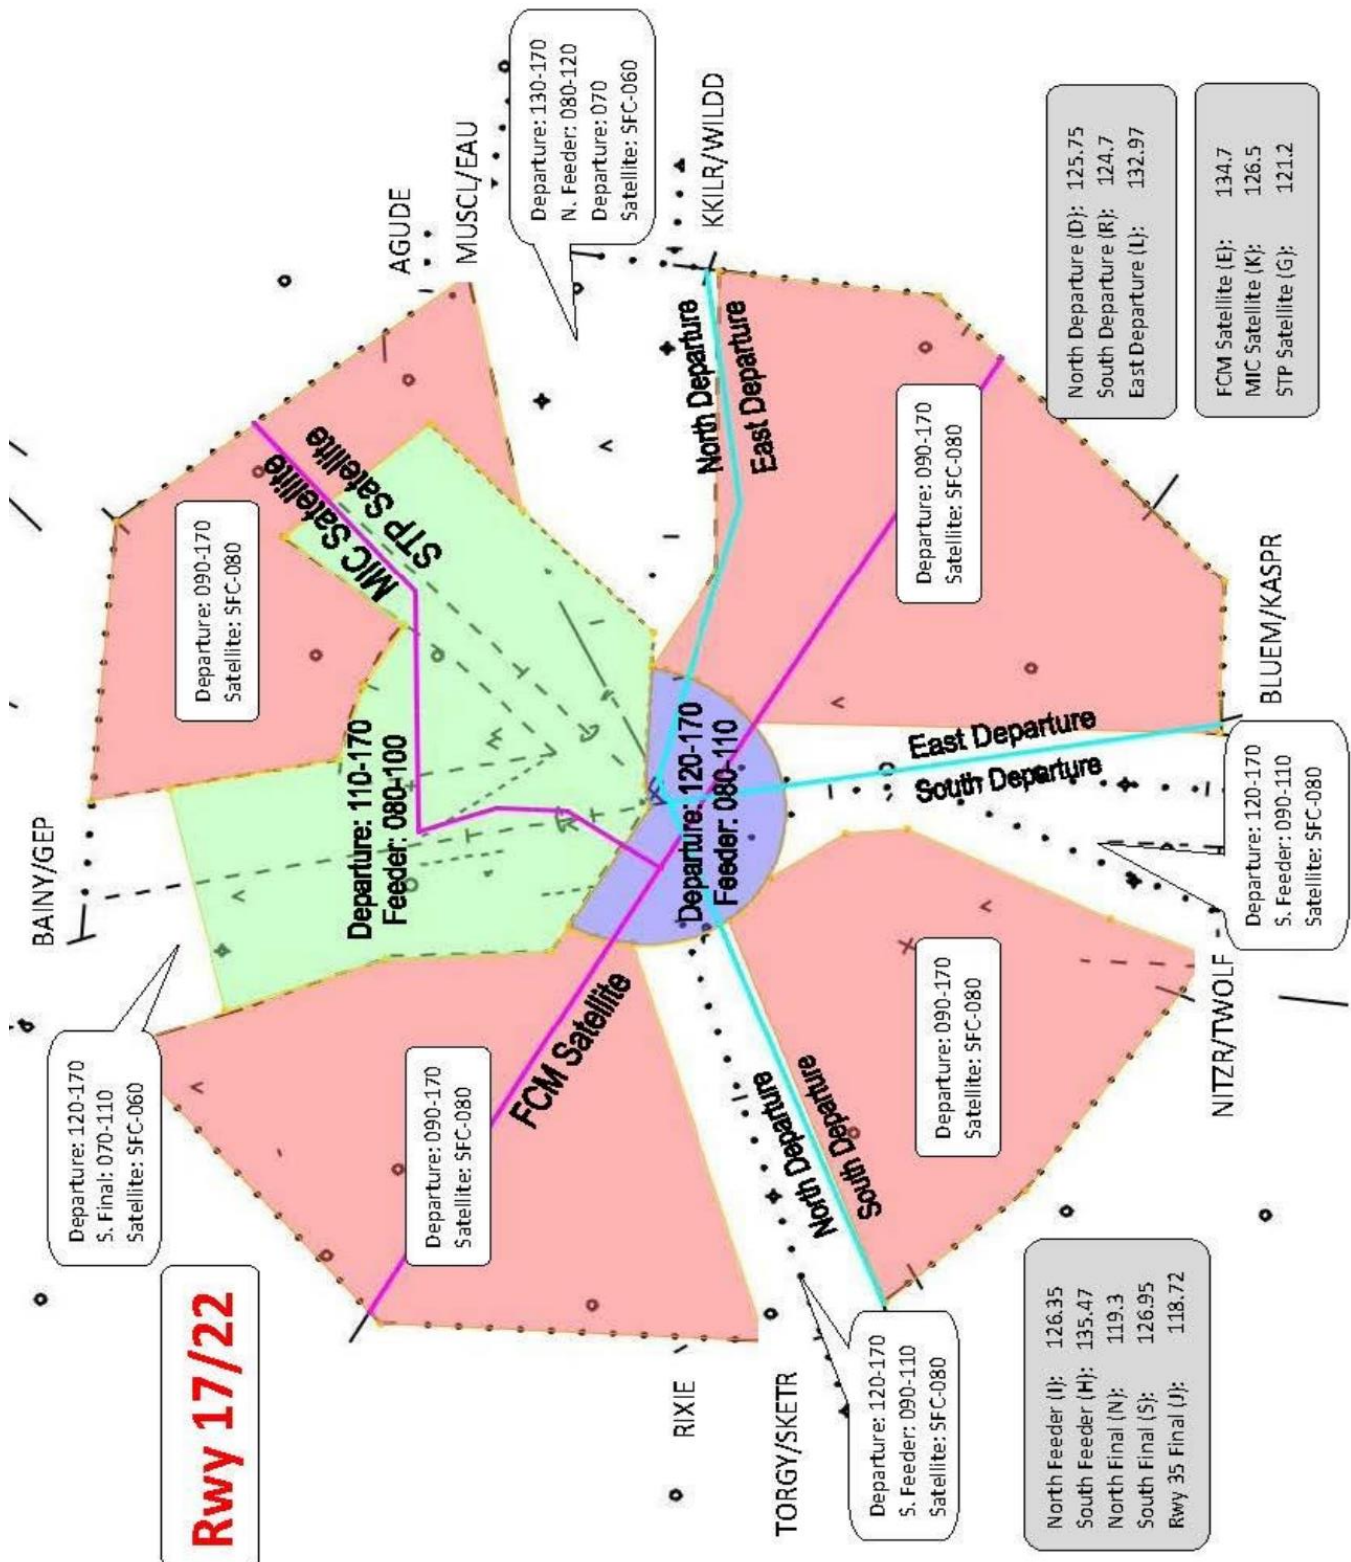 Rwy 17/22
Departure: 120-170
S. Final: 070-110
Satellite: SFC-060
BAINY/GEP
Departure: 090-170
Satellite: SFC-080
AGUDE
MUSCL/EAU
Departure: 130-170
N. Feeder: 080-120
Departure: 070
Satellite: SFC-060
MIC Satellite
STP Satellite
Departure: 110-170
Feeder: 080-100
Departure: 090-170
Satellite: SFC-080
FCM Satellite
RIXIE
KKILR/WILDD
North Departure
East Departure
Departure: 120-170
Feeder: 080-110
TORGY/SKETR
North Departure
South Departure
Departure: 120-170
S. Feeder: 090-110
Satellite: SFC-080
Departure: 090-170
Satellite: SFC-080
Departure: 090-170
Satellite: SFC-080
East Departure
South Departure
NITZR/TWOLF
BLUEM/KASPR
Departure: 120-170
S. Feeder: 090-110
Satellite: SFC-080
North Feeder (I): 126.35
South Feeder (H): 135.47
North Final (N): 119.3
South Final (S): 126.95
Rwy 35 Final (J): 118.72
North Departure (D): 125.75
South Departure (R): 124.7
East Departure (L): 132.97
FCM Satellite (E): 134.7
MIC Satellite (K): 126.5
STP Satellite (G): 121.2